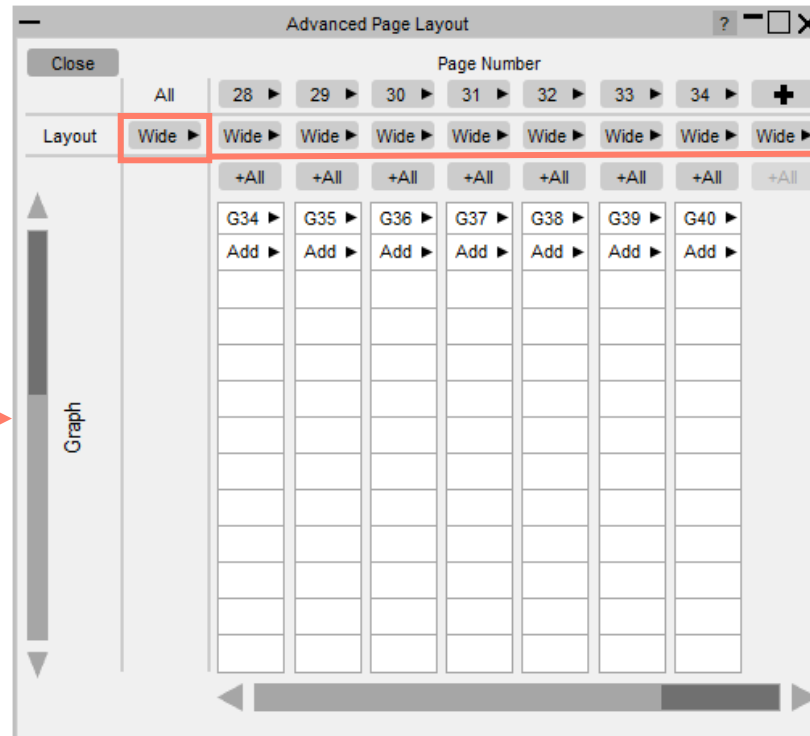 Advanced Page Layout ?
Close Page Number
All 28 29 30 31 32 33 34
Layout Wide Wide Wide Wide Wide Wide Wide Wide Wide
+All +All +All +All +All +All +All +All
G34 G35 G36 G37 G38 G39 G40
Add Add Add Add Add Add Add
Graph